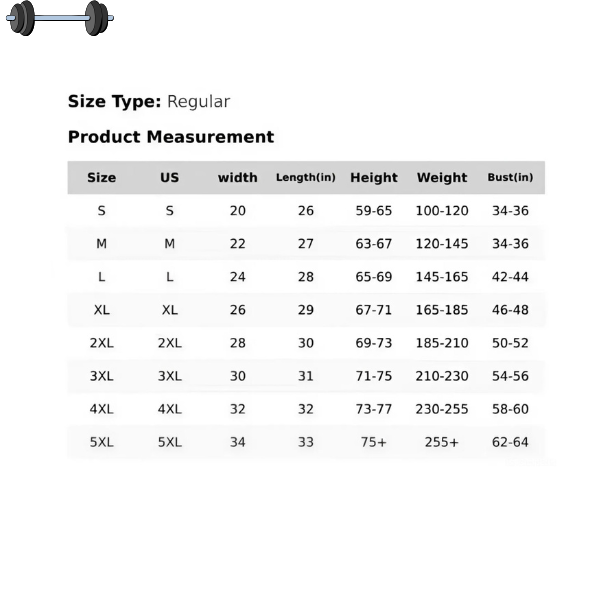 Size Type: Regular
Product Measurement
Size US width Length(in) Height Weight Bust(in)
S S 20 26 59-65 100-120 34-36
M M 22 27 63-67 120-145 34-36
L L 24 28 65-69 145-165 42-44
XL XL 26 29 67-71 165-185 46-48
2XL 2XL 28 30 69-73 185-210 50-52
3XL 3XL 30 31 71-75 210-230 54-56
4XL 4XL 32 32 73-77 230-255 58-60
5XL 5XL 34 33 75+ 255+ 62-64